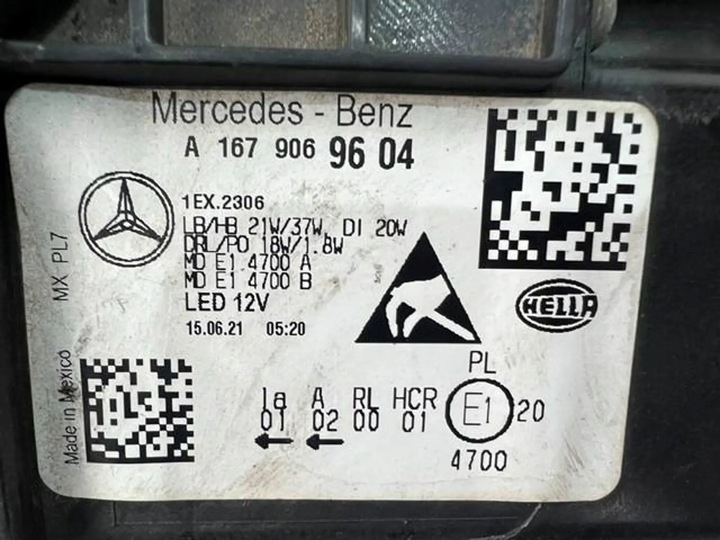 Mercedes - Benz
A 167 906 96 04
1EX.2306
LB/HB 21W/37W, DI 20W
DRL/PO 18W/1.8W
MD E1 4700 A
MD E1 4700 B
LED 12V
15.06.21 05:20
MX PL7
Made in Mexico
HELLA
PL
1a A RL HCR E1 20
01 02 00 01
4700